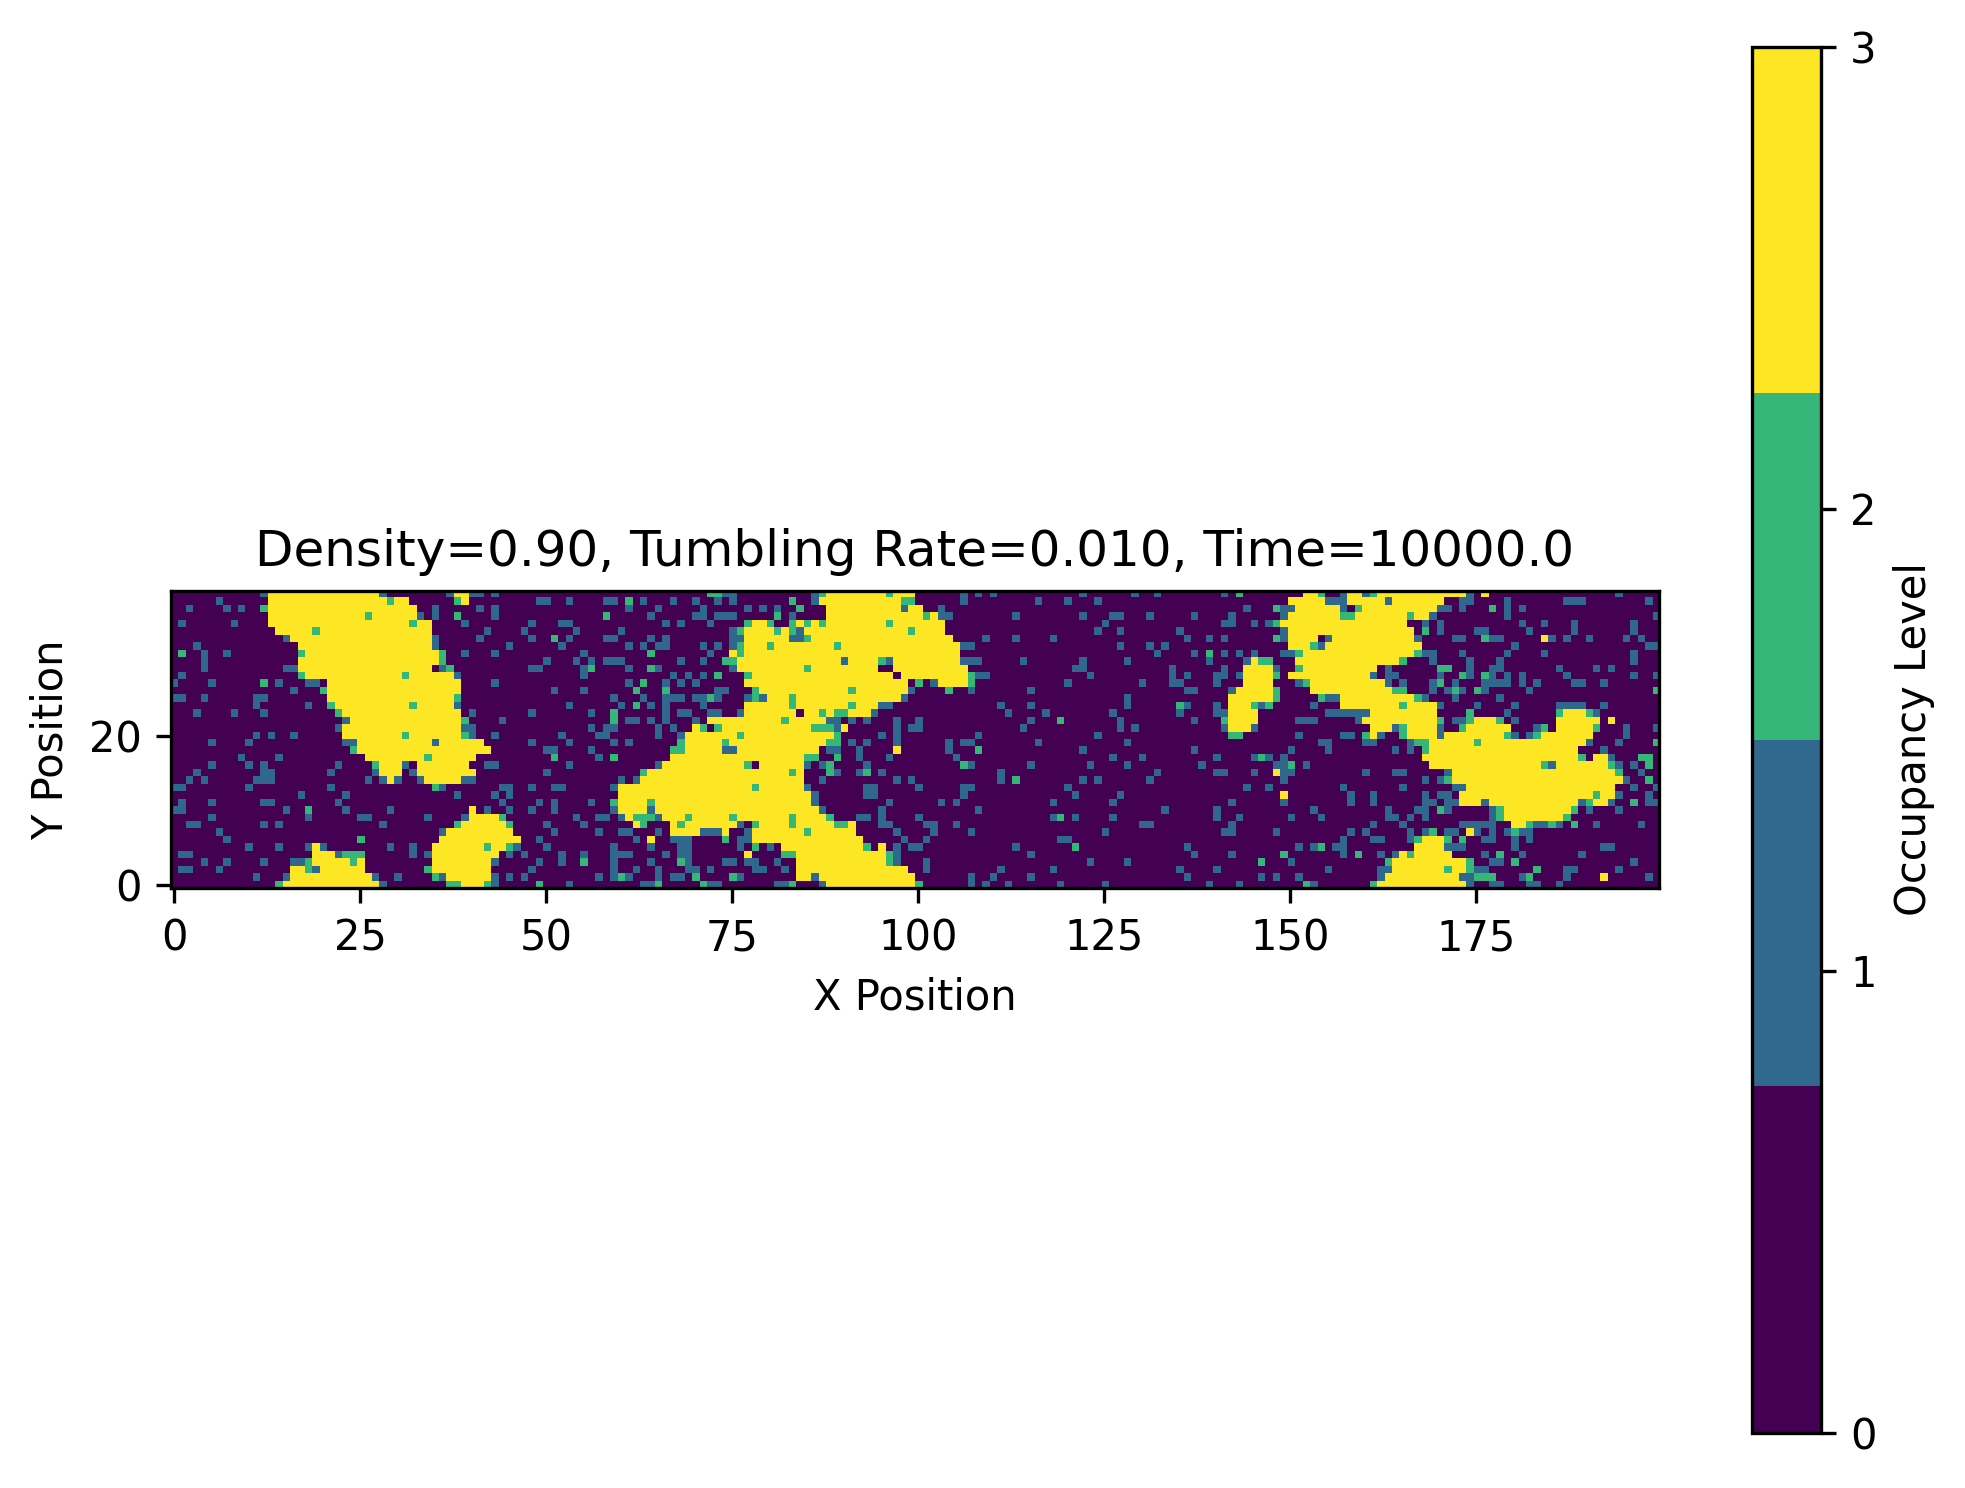 Density=0.90, Tumbling Rate=0.010, Time=10000.0
Y Position
20
0
0 25 50 75 100 125 150 175
X Position
3
2
1
0
Occupancy Level